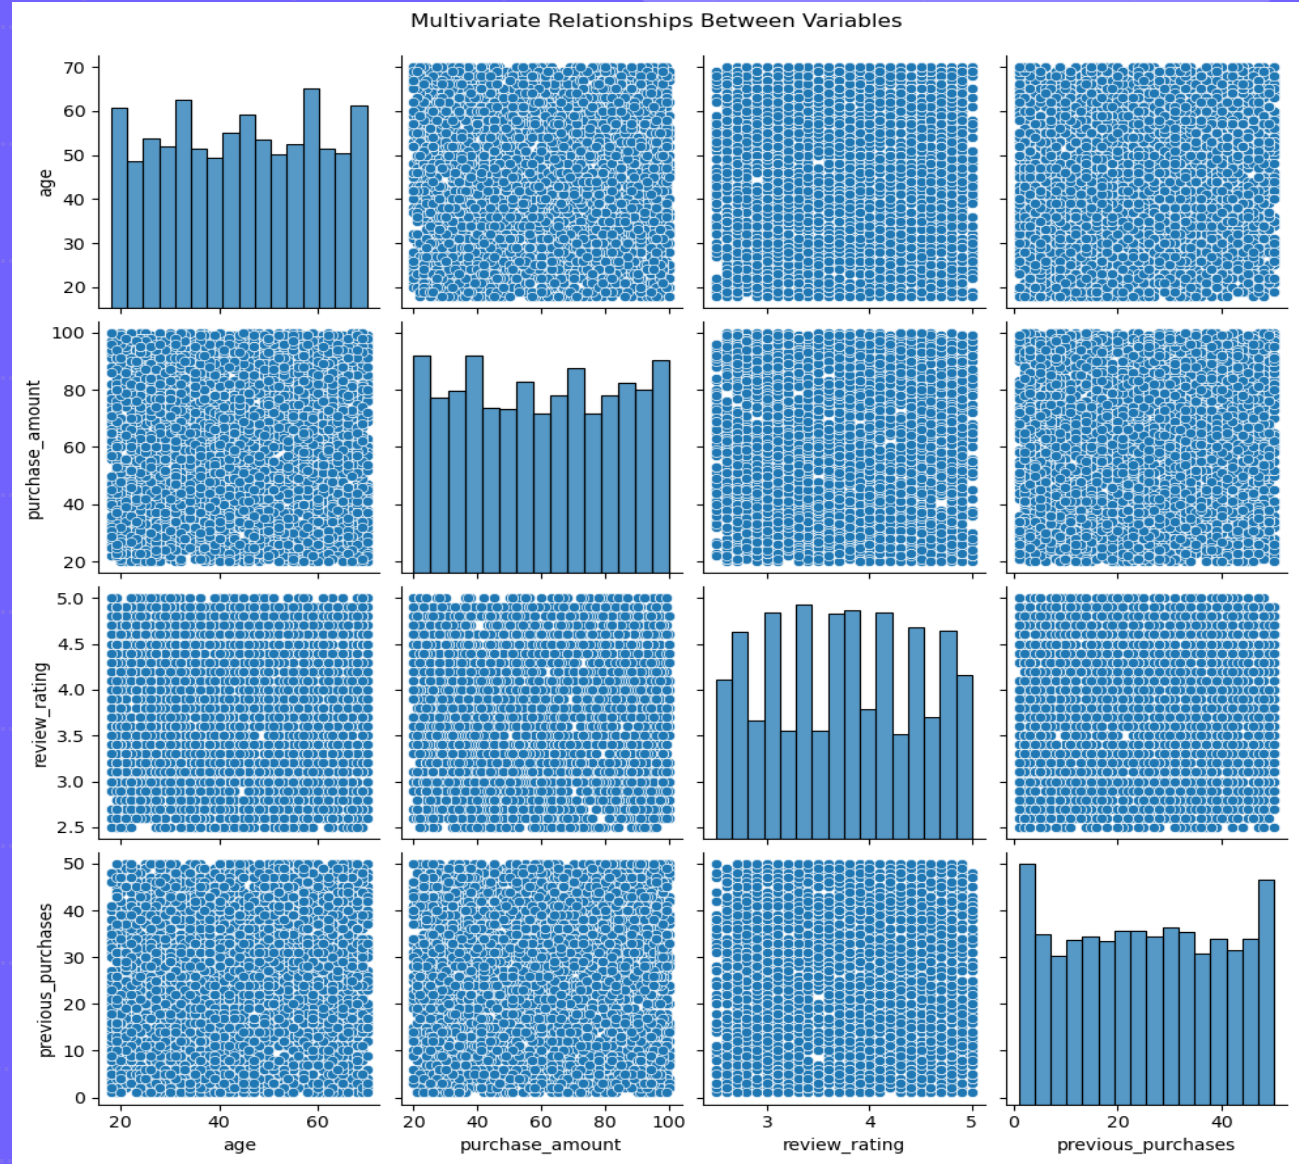 Multivariate Relationships Between Variables
70
60
50
40
30
20
age
100
80
60
40
20
purchase_amount
5.0
4.5
4.0
3.5
3.0
2.5
review_rating
50
40
30
20
10
0
previous_purchases
20 40 60
20 40 60 80 100
3 4 5
0 20 40
age
purchase_amount
review_rating
previous_purchases